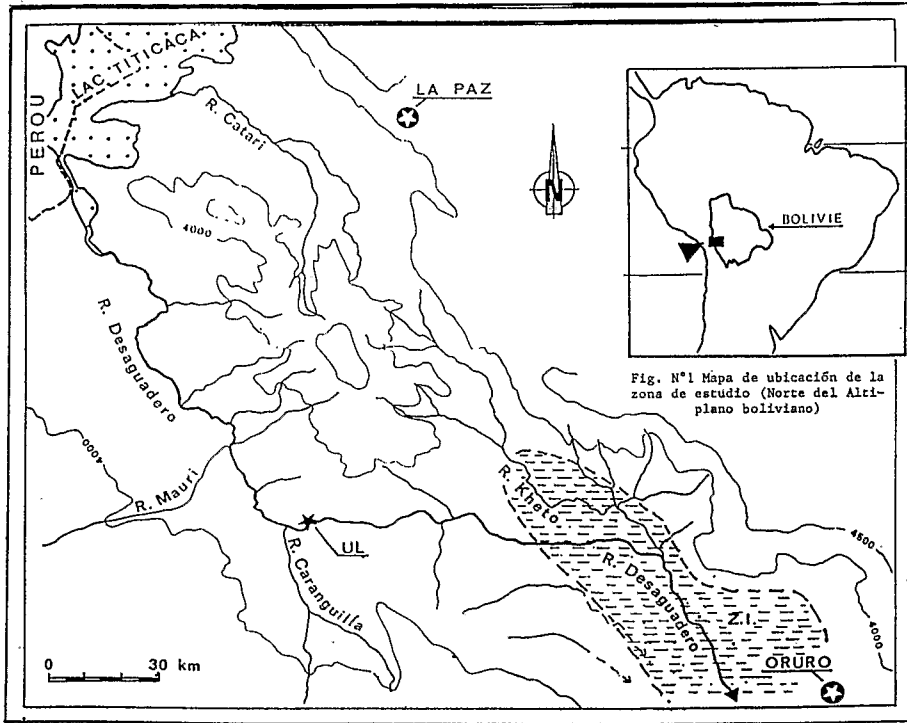 PEROU
LAC TITICACA
LA PAZ
R. Catari
N
BOLIVIE
4000
R. Desaguadero
Fig. N°1 Mapa de ubicación de la
zona de estudio (Norte del Alti-
plano boliviano)
4000
R. Mauri
UL
R. Kheto
R. Caranguilla
R. Desaguadero
Z.I.
4500
4000
0 30 km
ORURO